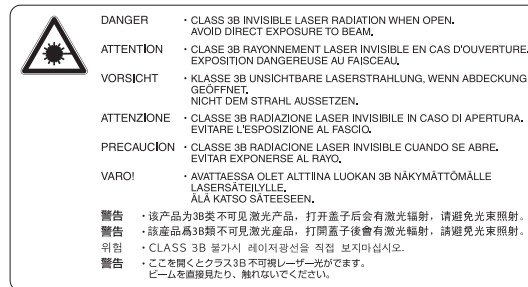 DANGER ・CLASS 3B INVISIBLE LASER RADIATION WHEN OPEN.
AVOID DIRECT EXPOSURE TO BEAM.
ATTENTION ・CLASE 3B RAYONNEMENT LASER INVISIBLE EN CAS D'OUVERTURE.
EXPOSITION DANGEREUSE AU FAISCEAU.
VORSICHT ・KLASSE 3B UNSICHTBARE LASERSTRAHLUNG, WENN ABDECKUNG
GEÖFFNET.
NICHT DEM STRAHL AUSSETZEN.
ATTENZIONE ・CLASSE 3B RADIAZIONE LASER INVISIBILE IN CASO DI APERTURA.
EVITARE L'ESPOSIZIONE AL FASCIO.
PRECAUCION ・CLASSE 3B RADIACIONE LASER INVISIBLE CUANDO SE ABRE.
EVITAR EXPONERSE AL RAYO.
VARO! ・AVATTAESSA OLET ALTTIINA LUOKAN 3B NÄKYMÄTTÖMÄLLE
LASERSÄTEILYLLE.
ÄLÄ KATSO SÄTEESEEN.
警告 ・该产品为3B类不可见激光产品，打开盖子后会有激光辐射，请避免光束照射。
警告 ・該産品爲3B類不可見激光産品，打開蓋子後會有激光輻射，請避免光束照射。
위험 ・CLASS 3B 불가시 레이저광선을 직접 보지마십시오.
警告 ・ここを開くとクラス3B不可視レーザー光がでます。
ビームを直接見たり、触れないでください。